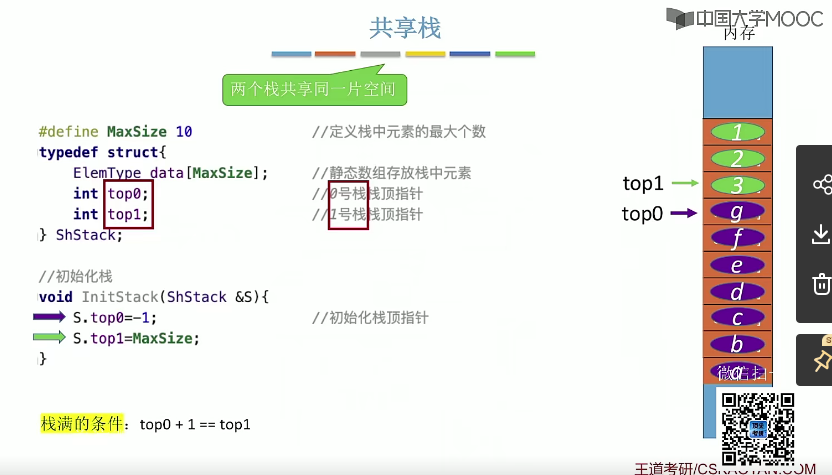 中国大学MOOC
共享栈
内存
两个栈共享同一片空间
#define MaxSize 10 //定义栈中元素的最大个数
typedef struct{
ElemType data[MaxSize]; //静态数组存放栈中元素
int top0; //0号栈栈顶指针
int top1; //1号栈栈顶指针
} ShStack;
//初始化栈
void InitStack(ShStack &S){
S.top0=-1; //初始化栈顶指针
S.top1=MaxSize;
}
栈满的条件：top0 + 1 == top1
1
2
top1
3
top0
g
f
e
d
c
b
a
微信扫一
王道考研/CSKAOYAN.COM